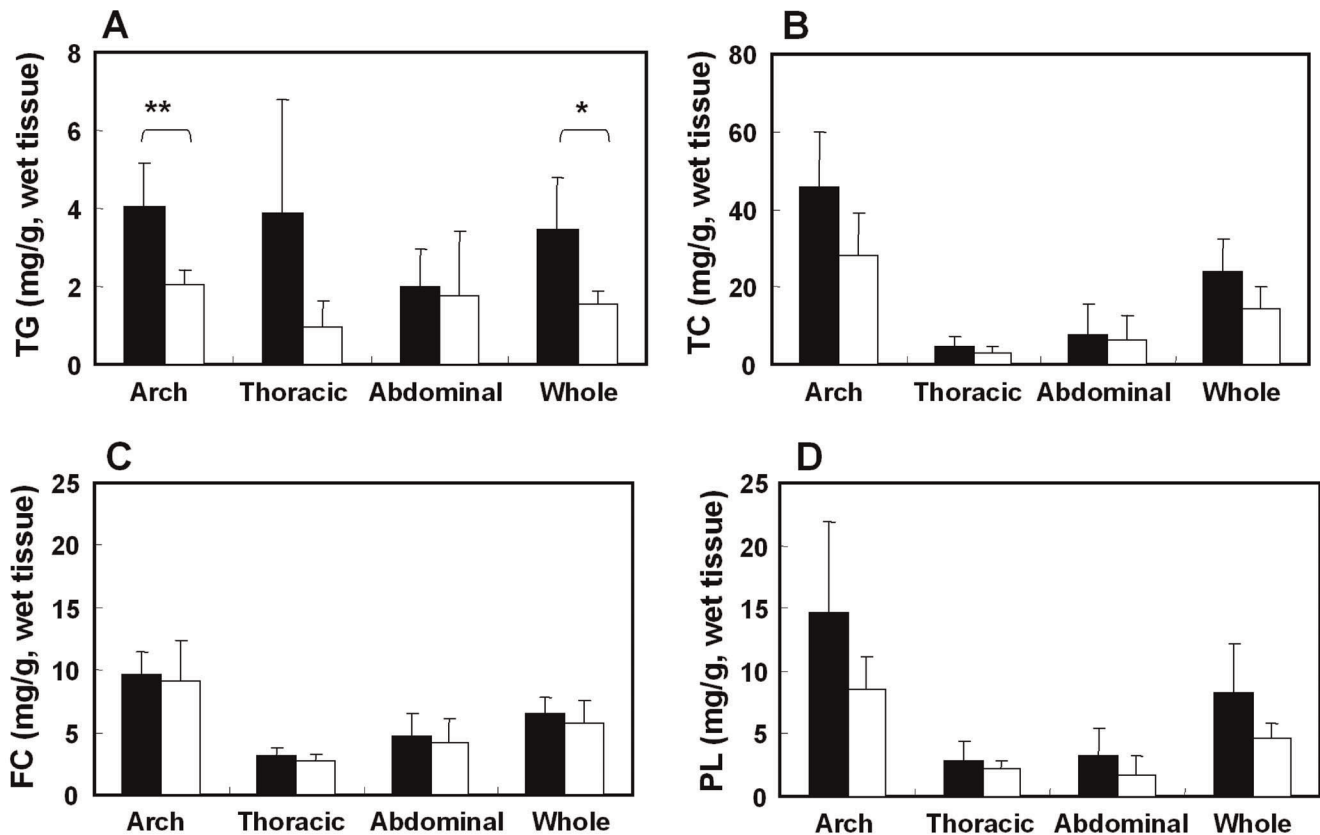 A
TG (mg/g, wet tissue)
8
6
4
2
0
**
*
Arch Thoracic Abdominal Whole
B
TC (mg/g, wet tissue)
80
60
40
20
0
Arch Thoracic Abdominal Whole
C
FC (mg/g, wet tissue)
25
20
15
10
5
0
Arch Thoracic Abdominal Whole
D
PL (mg/g, wet tissue)
25
20
15
10
5
0
Arch Thoracic Abdominal Whole